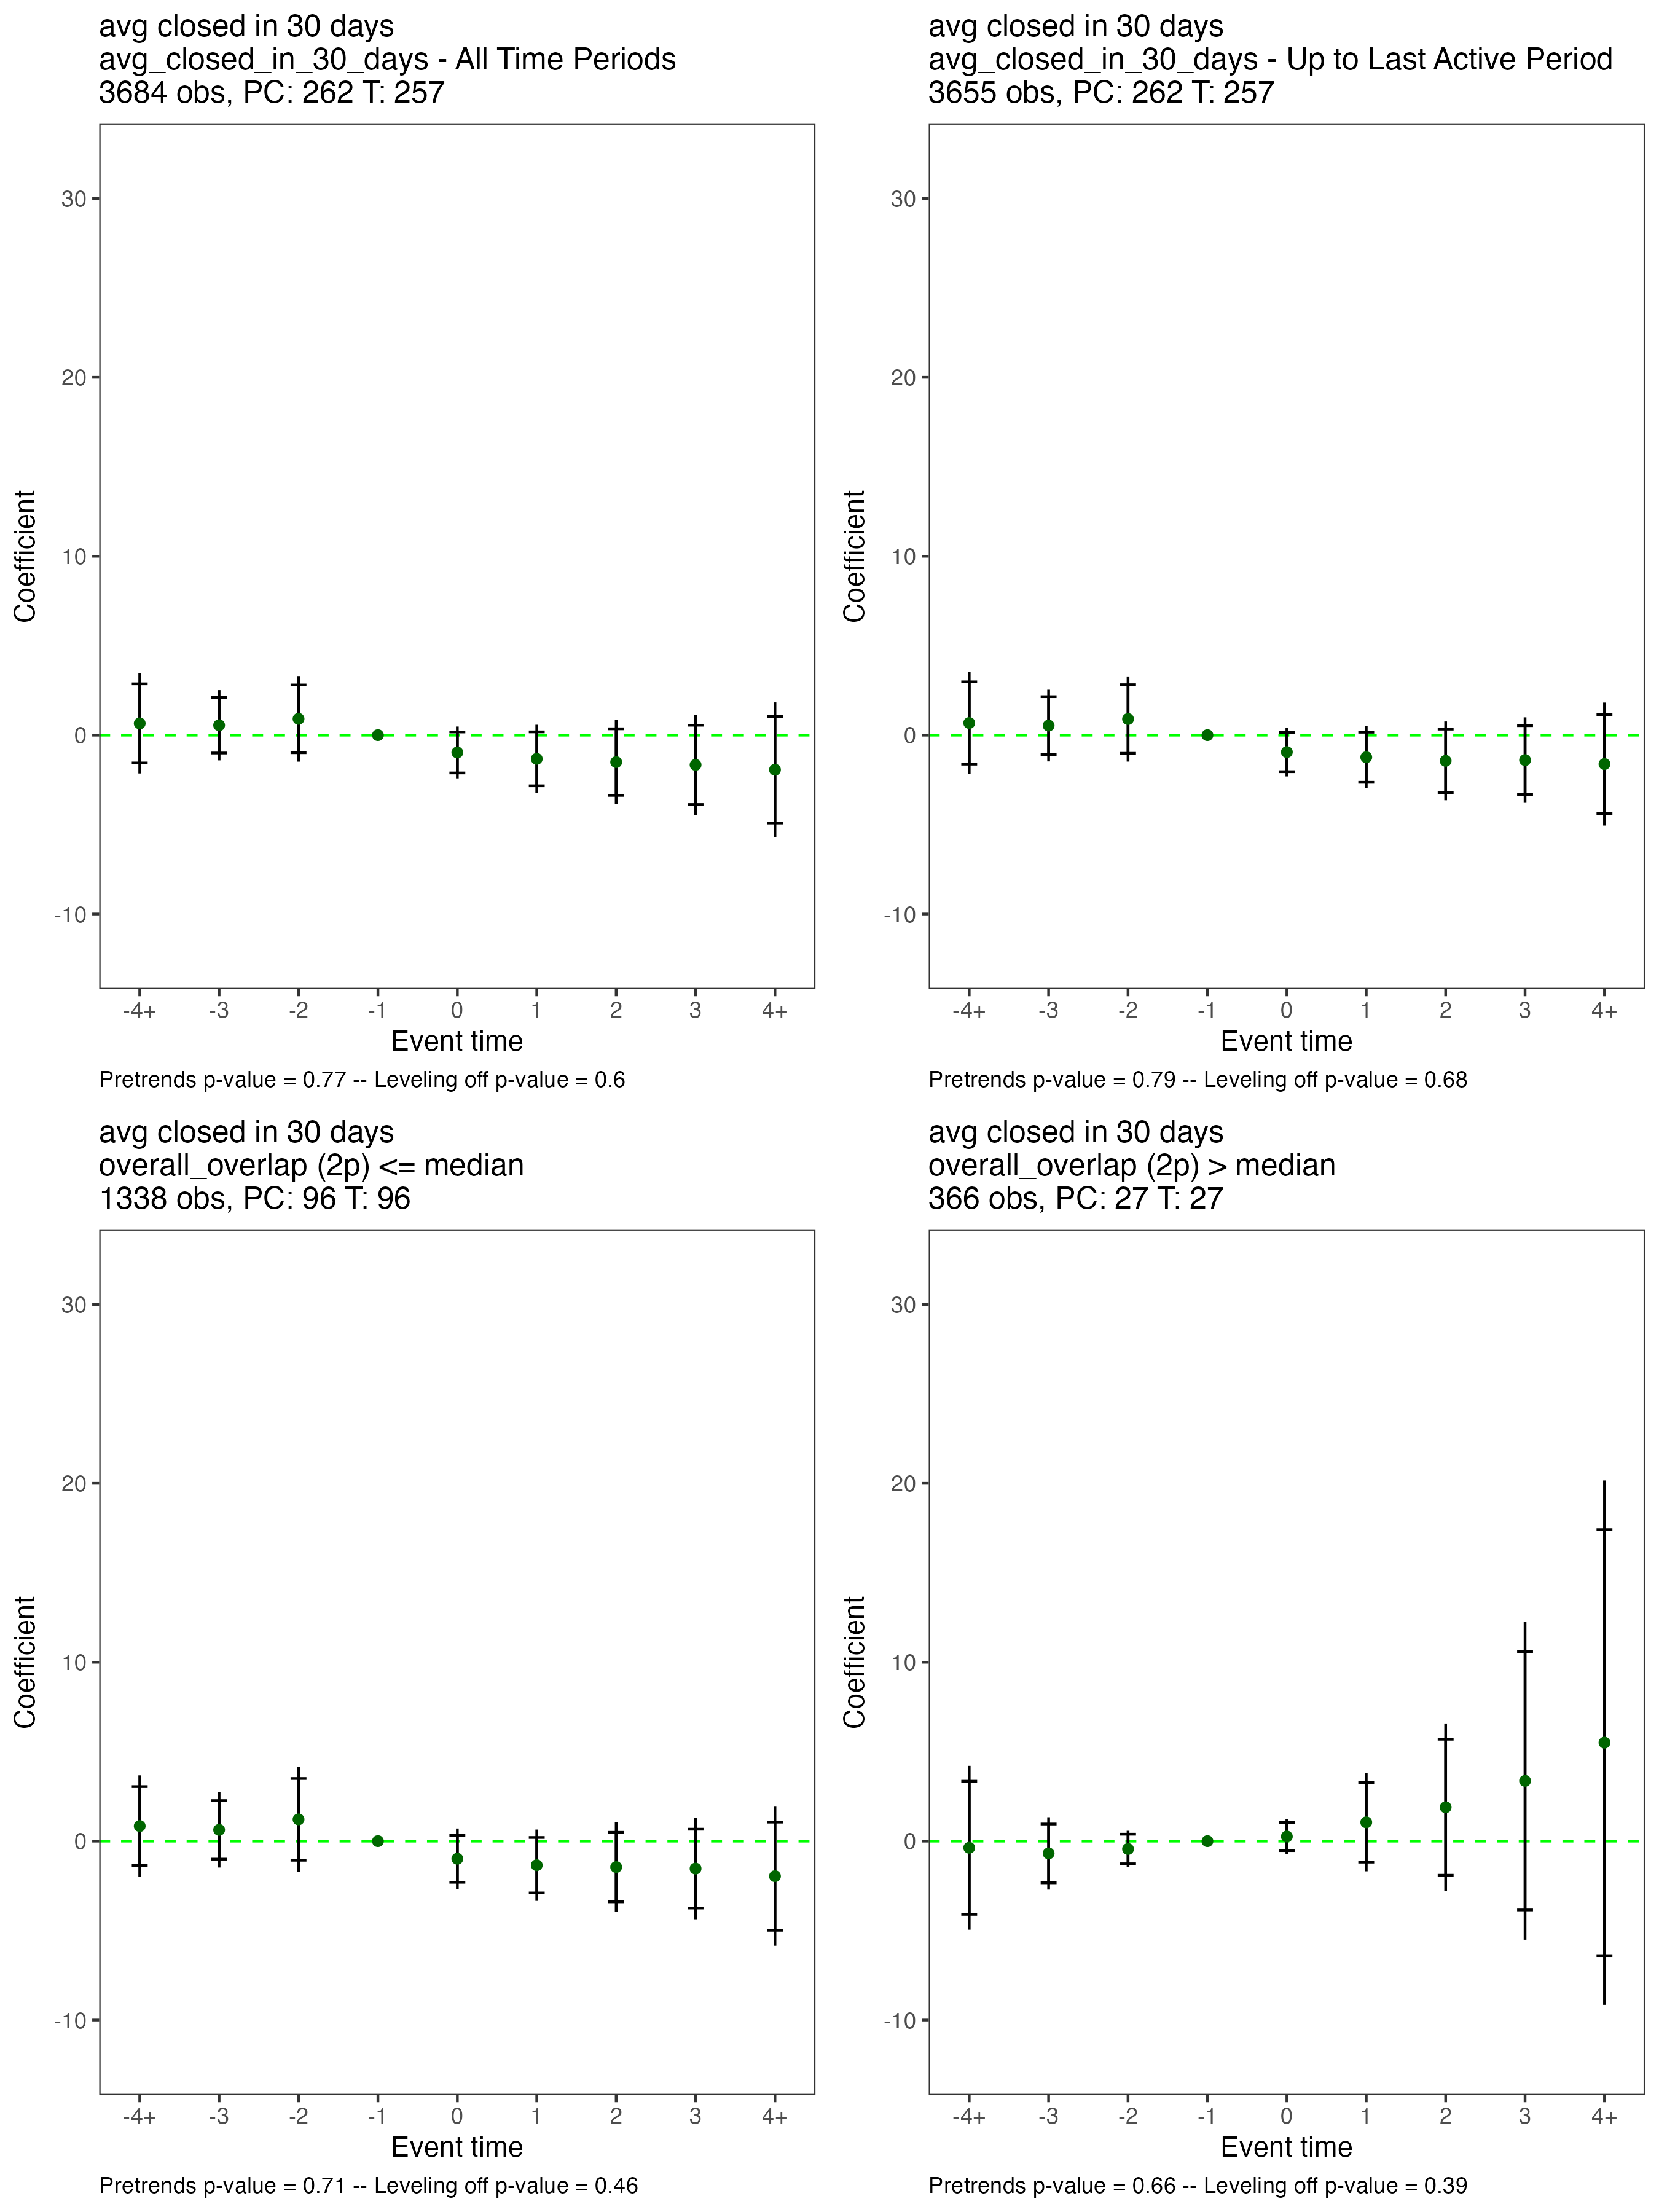 avg closed in 30 days
avg_closed_in_30_days - All Time Periods
3684 obs, PC: 262 T: 257
30
20
10
0
-10
Coefficient
-4+ -3 -2 -1 0 1 2 3 4+
Event time
Pretrends p-value = 0.77 -- Leveling off p-value = 0.6
avg closed in 30 days
avg_closed_in_30_days - Up to Last Active Period
3655 obs, PC: 262 T: 257
30
20
10
0
-10
Coefficient
-4+ -3 -2 -1 0 1 2 3 4+
Event time
Pretrends p-value = 0.79 -- Leveling off p-value = 0.68
avg closed in 30 days
overall_overlap (2p) <= median
1338 obs, PC: 96 T: 96
30
20
10
0
-10
Coefficient
-4+ -3 -2 -1 0 1 2 3 4+
Event time
Pretrends p-value = 0.71 -- Leveling off p-value = 0.46
avg closed in 30 days
overall_overlap (2p) > median
366 obs, PC: 27 T: 27
30
20
10
0
-10
Coefficient
-4+ -3 -2 -1 0 1 2 3 4+
Event time
Pretrends p-value = 0.66 -- Leveling off p-value = 0.39